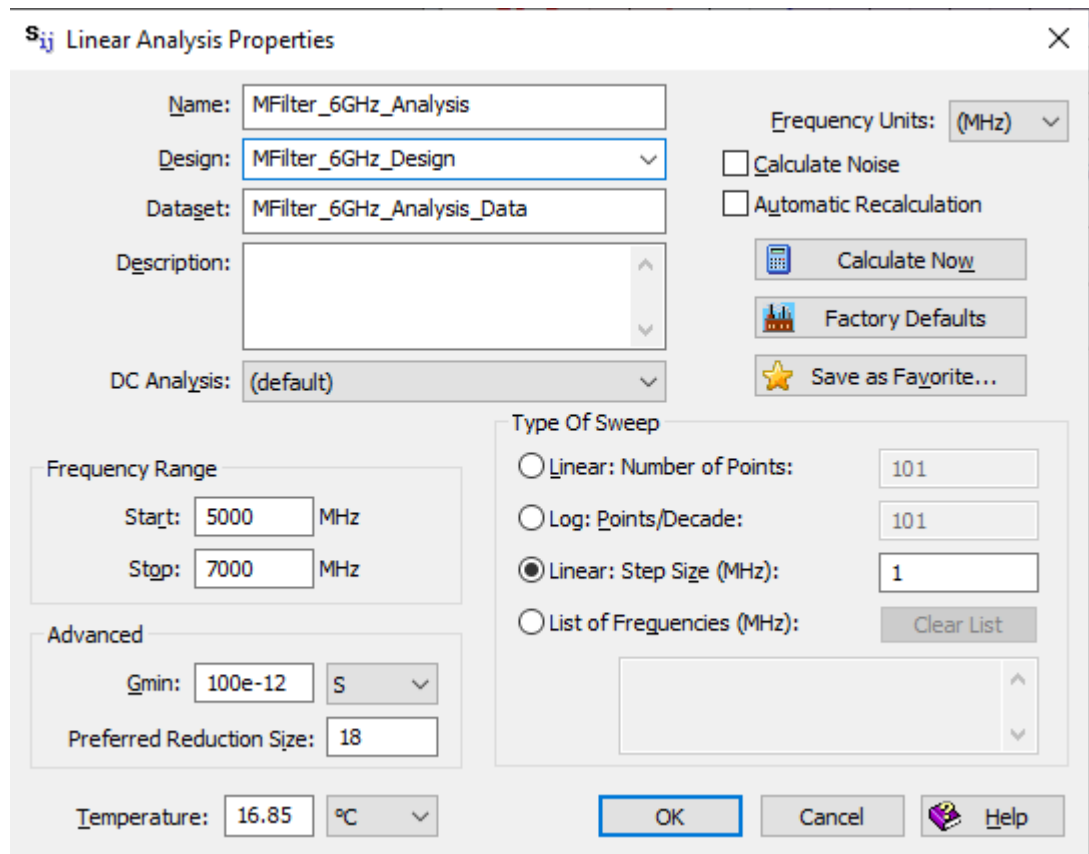 Sij Linear Analysis Properties
Name: MFilter_6GHz_Analysis
Design: MFilter_6GHz_Design
Dataset: MFilter_6GHz_Analysis_Data
Description:
DC Analysis: (default)
Frequency Units: (MHz)
Calculate Noise
Automatic Recalculation
Calculate Now
Factory Defaults
Save as Favorite...
Frequency Range
Start: 5000 MHz
Stop: 7000 MHz
Type Of Sweep
Linear: Number of Points: 101
Log: Points/Decade: 101
Linear: Step Size (MHz): 1
List of Frequencies (MHz): Clear List
Advanced
Gmin: 100e-12 S
Preferred Reduction Size: 18
Temperature: 16.85 °C
OK Cancel Help